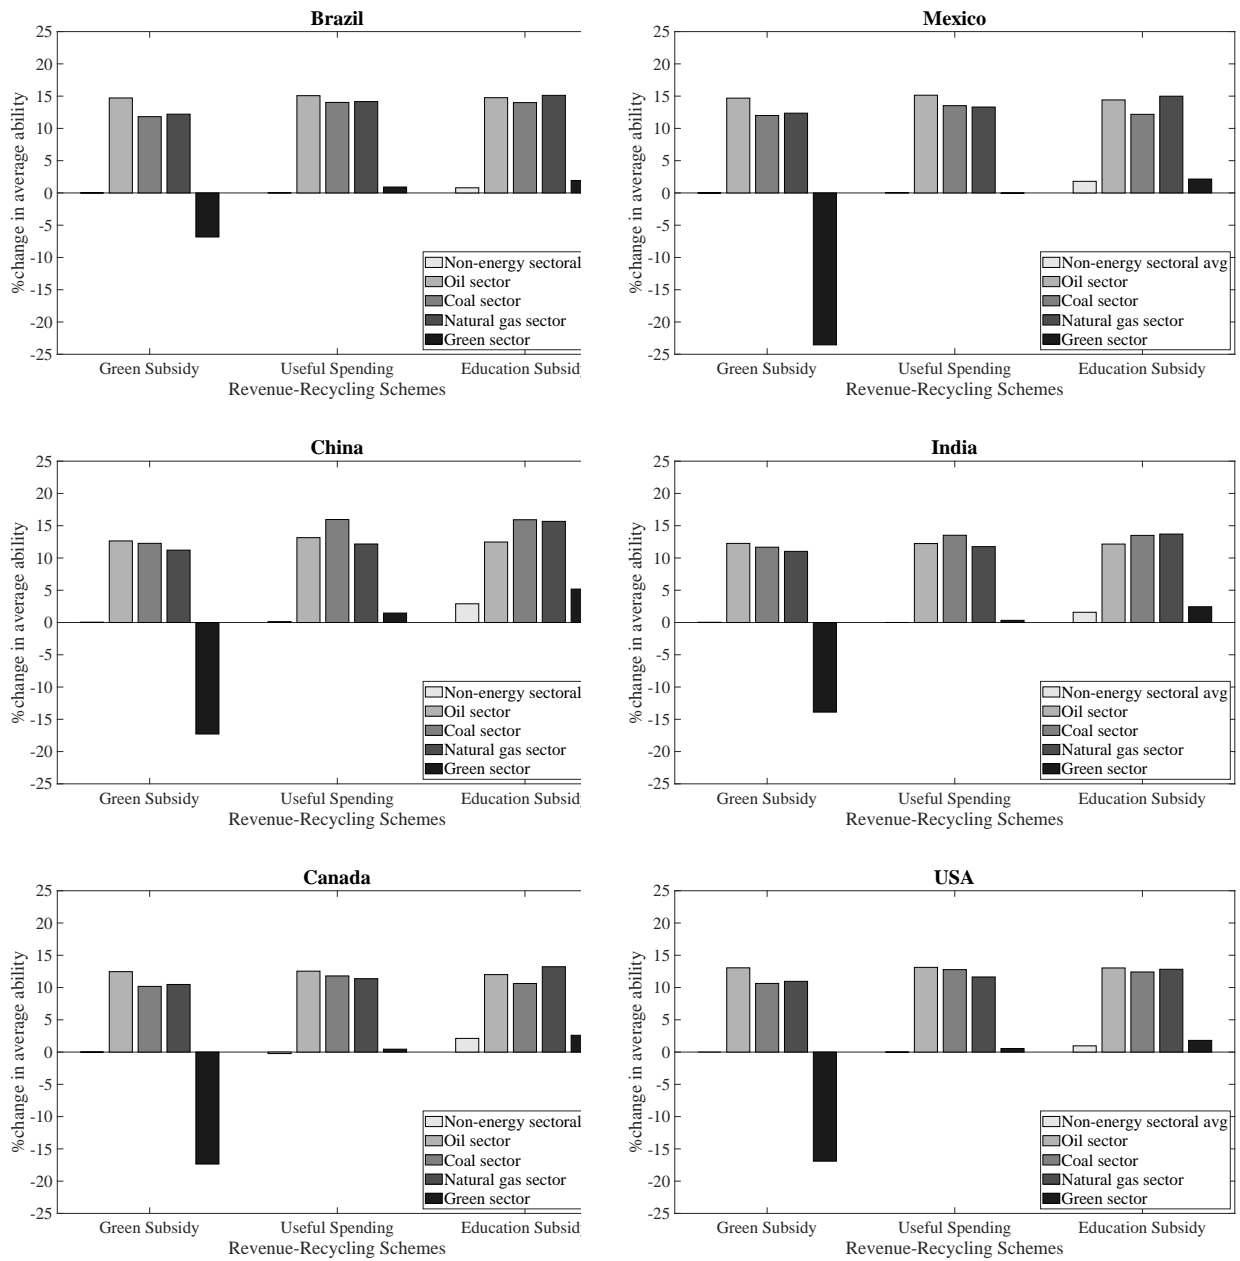 Brazil
%change in average ability
25
20
15
10
5
0
-5
-10
-15
-20
-25
Non-energy sectoral
Oil sector
Coal sector
Natural gas sector
Green sector
Green Subsidy
Useful Spending
Education Subsidy
Revenue-Recycling Schemes
Mexico
%change in average ability
25
20
15
10
5
0
-5
-10
-15
-20
-25
Non-energy sectoral avg
Oil sector
Coal sector
Natural gas sector
Green sector
Green Subsidy
Useful Spending
Education Subsidy
Revenue-Recycling Schemes
China
%change in average ability
25
20
15
10
5
0
-5
-10
-15
-20
-25
Non-energy sectoral
Oil sector
Coal sector
Natural gas sector
Green sector
Green Subsidy
Useful Spending
Education Subsidy
Revenue-Recycling Schemes
India
%change in average ability
25
20
15
10
5
0
-5
-10
-15
-20
-25
Non-energy sectoral avg
Oil sector
Coal sector
Natural gas sector
Green sector
Green Subsidy
Useful Spending
Education Subsidy
Revenue-Recycling Schemes
Canada
%change in average ability
25
20
15
10
5
0
-5
-10
-15
-20
-25
Non-energy sectoral
Oil sector
Coal sector
Natural gas sector
Green sector
Green Subsidy
Useful Spending
Education Subsidy
Revenue-Recycling Schemes
USA
%change in average ability
25
20
15
10
5
0
-5
-10
-15
-20
-25
Non-energy sectoral avg
Oil sector
Coal sector
Natural gas sector
Green sector
Green Subsidy
Useful Spending
Education Subsidy
Revenue-Recycling Schemes